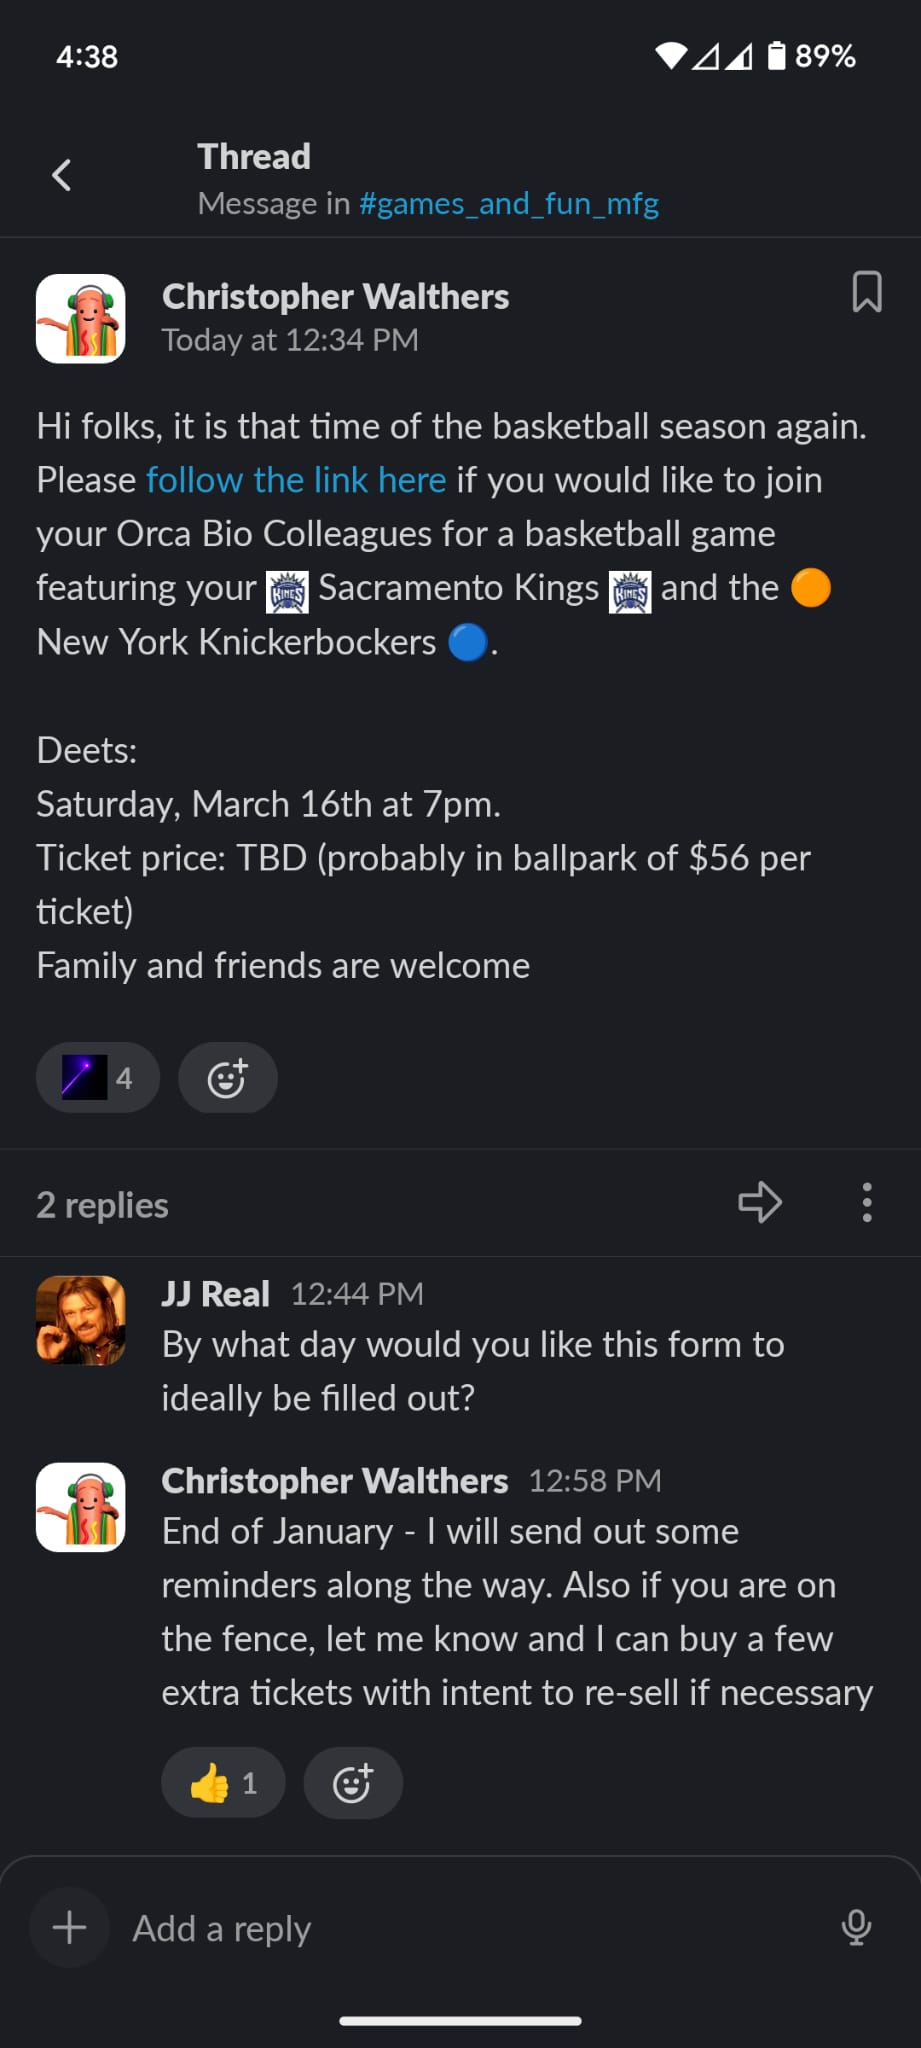 4:38
89%
Thread
Message in #games_and_fun_mfg
Christopher Walthers
Today at 12:34 PM
Hi folks, it is that time of the basketball season again.
Please follow the link here if you would like to join
your Orca Bio Colleagues for a basketball game
featuring your KINGS Sacramento Kings KINGS and the 🟠
New York Knickerbockers 🔵.
Deets:
Saturday, March 16th at 7pm.
Ticket price: TBD (probably in ballpark of $56 per
ticket)
Family and friends are welcome
4
2 replies
JJ Real 12:44 PM
By what day would you like this form to
ideally be filled out?
Christopher Walthers 12:58 PM
End of January - I will send out some
reminders along the way. Also if you are on
the fence, let me know and I can buy a few
extra tickets with intent to re-sell if necessary
👍 1
Add a reply